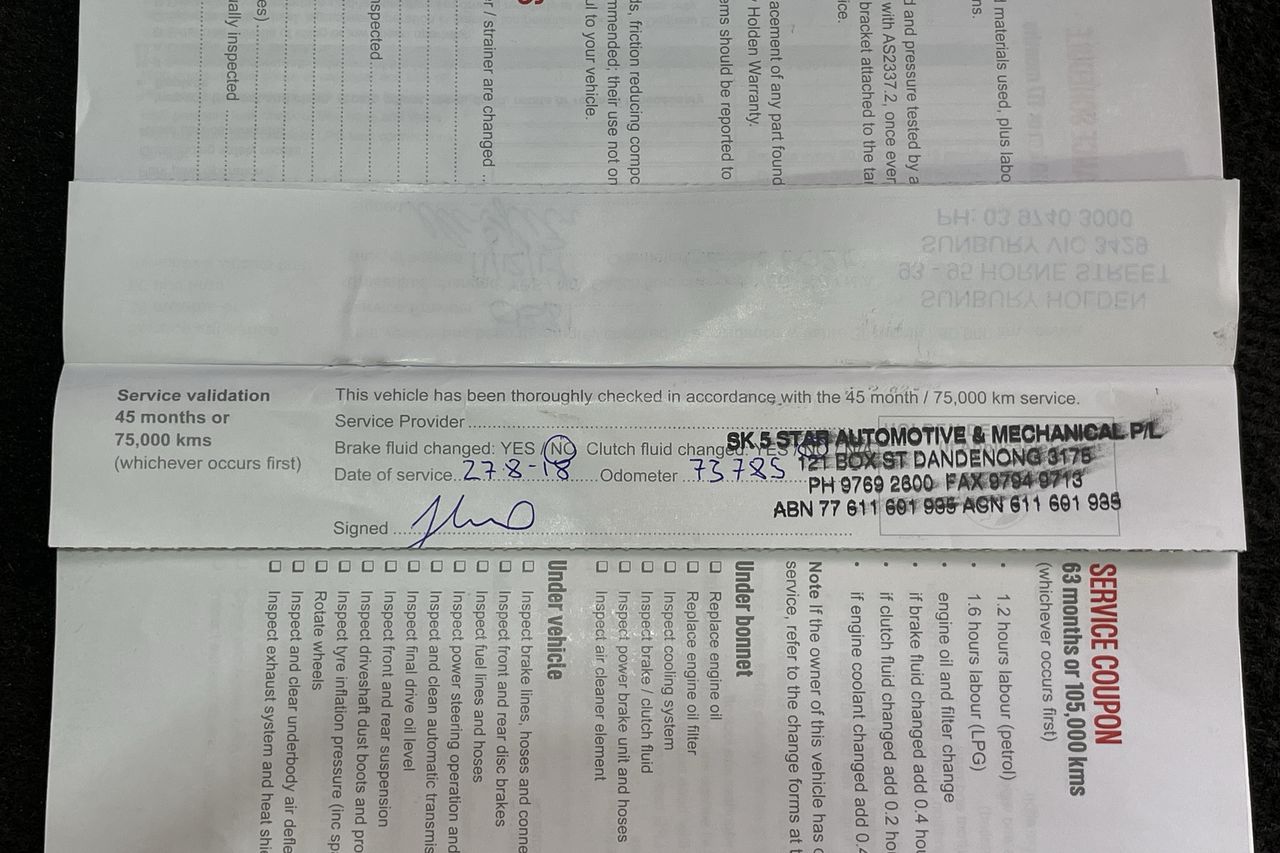 ually inspected
es)
nspected
r / strainer are changed
S
ds, friction reducing compo
mmended; their use not on
ul to your vehicle.
ems should be reported to
y Holden Warranty.
acement of any part found
ice.
bracket attached to the ta
with AS2337.2, once ever
d and pressure tested by a
ns.
d materials used, plus labo
PH: 03 9740 3000
SUNBURY VIC 3429
93 - 95 HORNE STREET
SUNBURY HOLDEN
Service validation
45 months or
75,000 kms
(whichever occurs first)
This vehicle has been thoroughly checked in accordance with the 45 month / 75,000 km service.
Service Provider
Brake fluid changed: YES / NO Clutch fluid changed: YES / NO
Date of service 27-8-18 Odometer 73785
Signed
SK 5 STAR AUTOMOTIVE & MECHANICAL P/L
121 BOX ST DANDENONG 3175
PH 9769 2600 FAX 9794 9713
ABN 77 611 601 995 AGN 611 601 935
SERVICE COUPON
63 months or 105,000 kms
(whichever occurs first)
• 1.2 hours labour (petrol)
• 1.6 hours labour (LPG)
• engine oil and filter change
• if brake fluid changed add 0.4 hou
• if clutch fluid changed add 0.2 ho
• if engine coolant changed add 0.4
Note If the owner of this vehicle has
service, refer to the change forms at t
Under bonnet
❑ Replace engine oil
❑ Replace engine oil filter
❑ Inspect cooling system
❑ Inspect brake / clutch fluid
❑ Inspect power brake unit and hoses
❑ Inspect air cleaner element
Under vehicle
❑ Inspect brake lines, hoses and conne
❑ Inspect front and rear disc brakes
❑ Inspect fuel lines and hoses
❑ Inspect power steering operation and
❑ Inspect and clean automatic transmis
❑ Inspect final drive oil level
❑ Inspect front and rear suspension
❑ Inspect driveshaft dust boots and pro
❑ Inspect tyre inflation pressure (inc sp
❑ Rotate wheels
❑ Inspect and clear underbody air defle
❑ Inspect exhaust system and heat shie